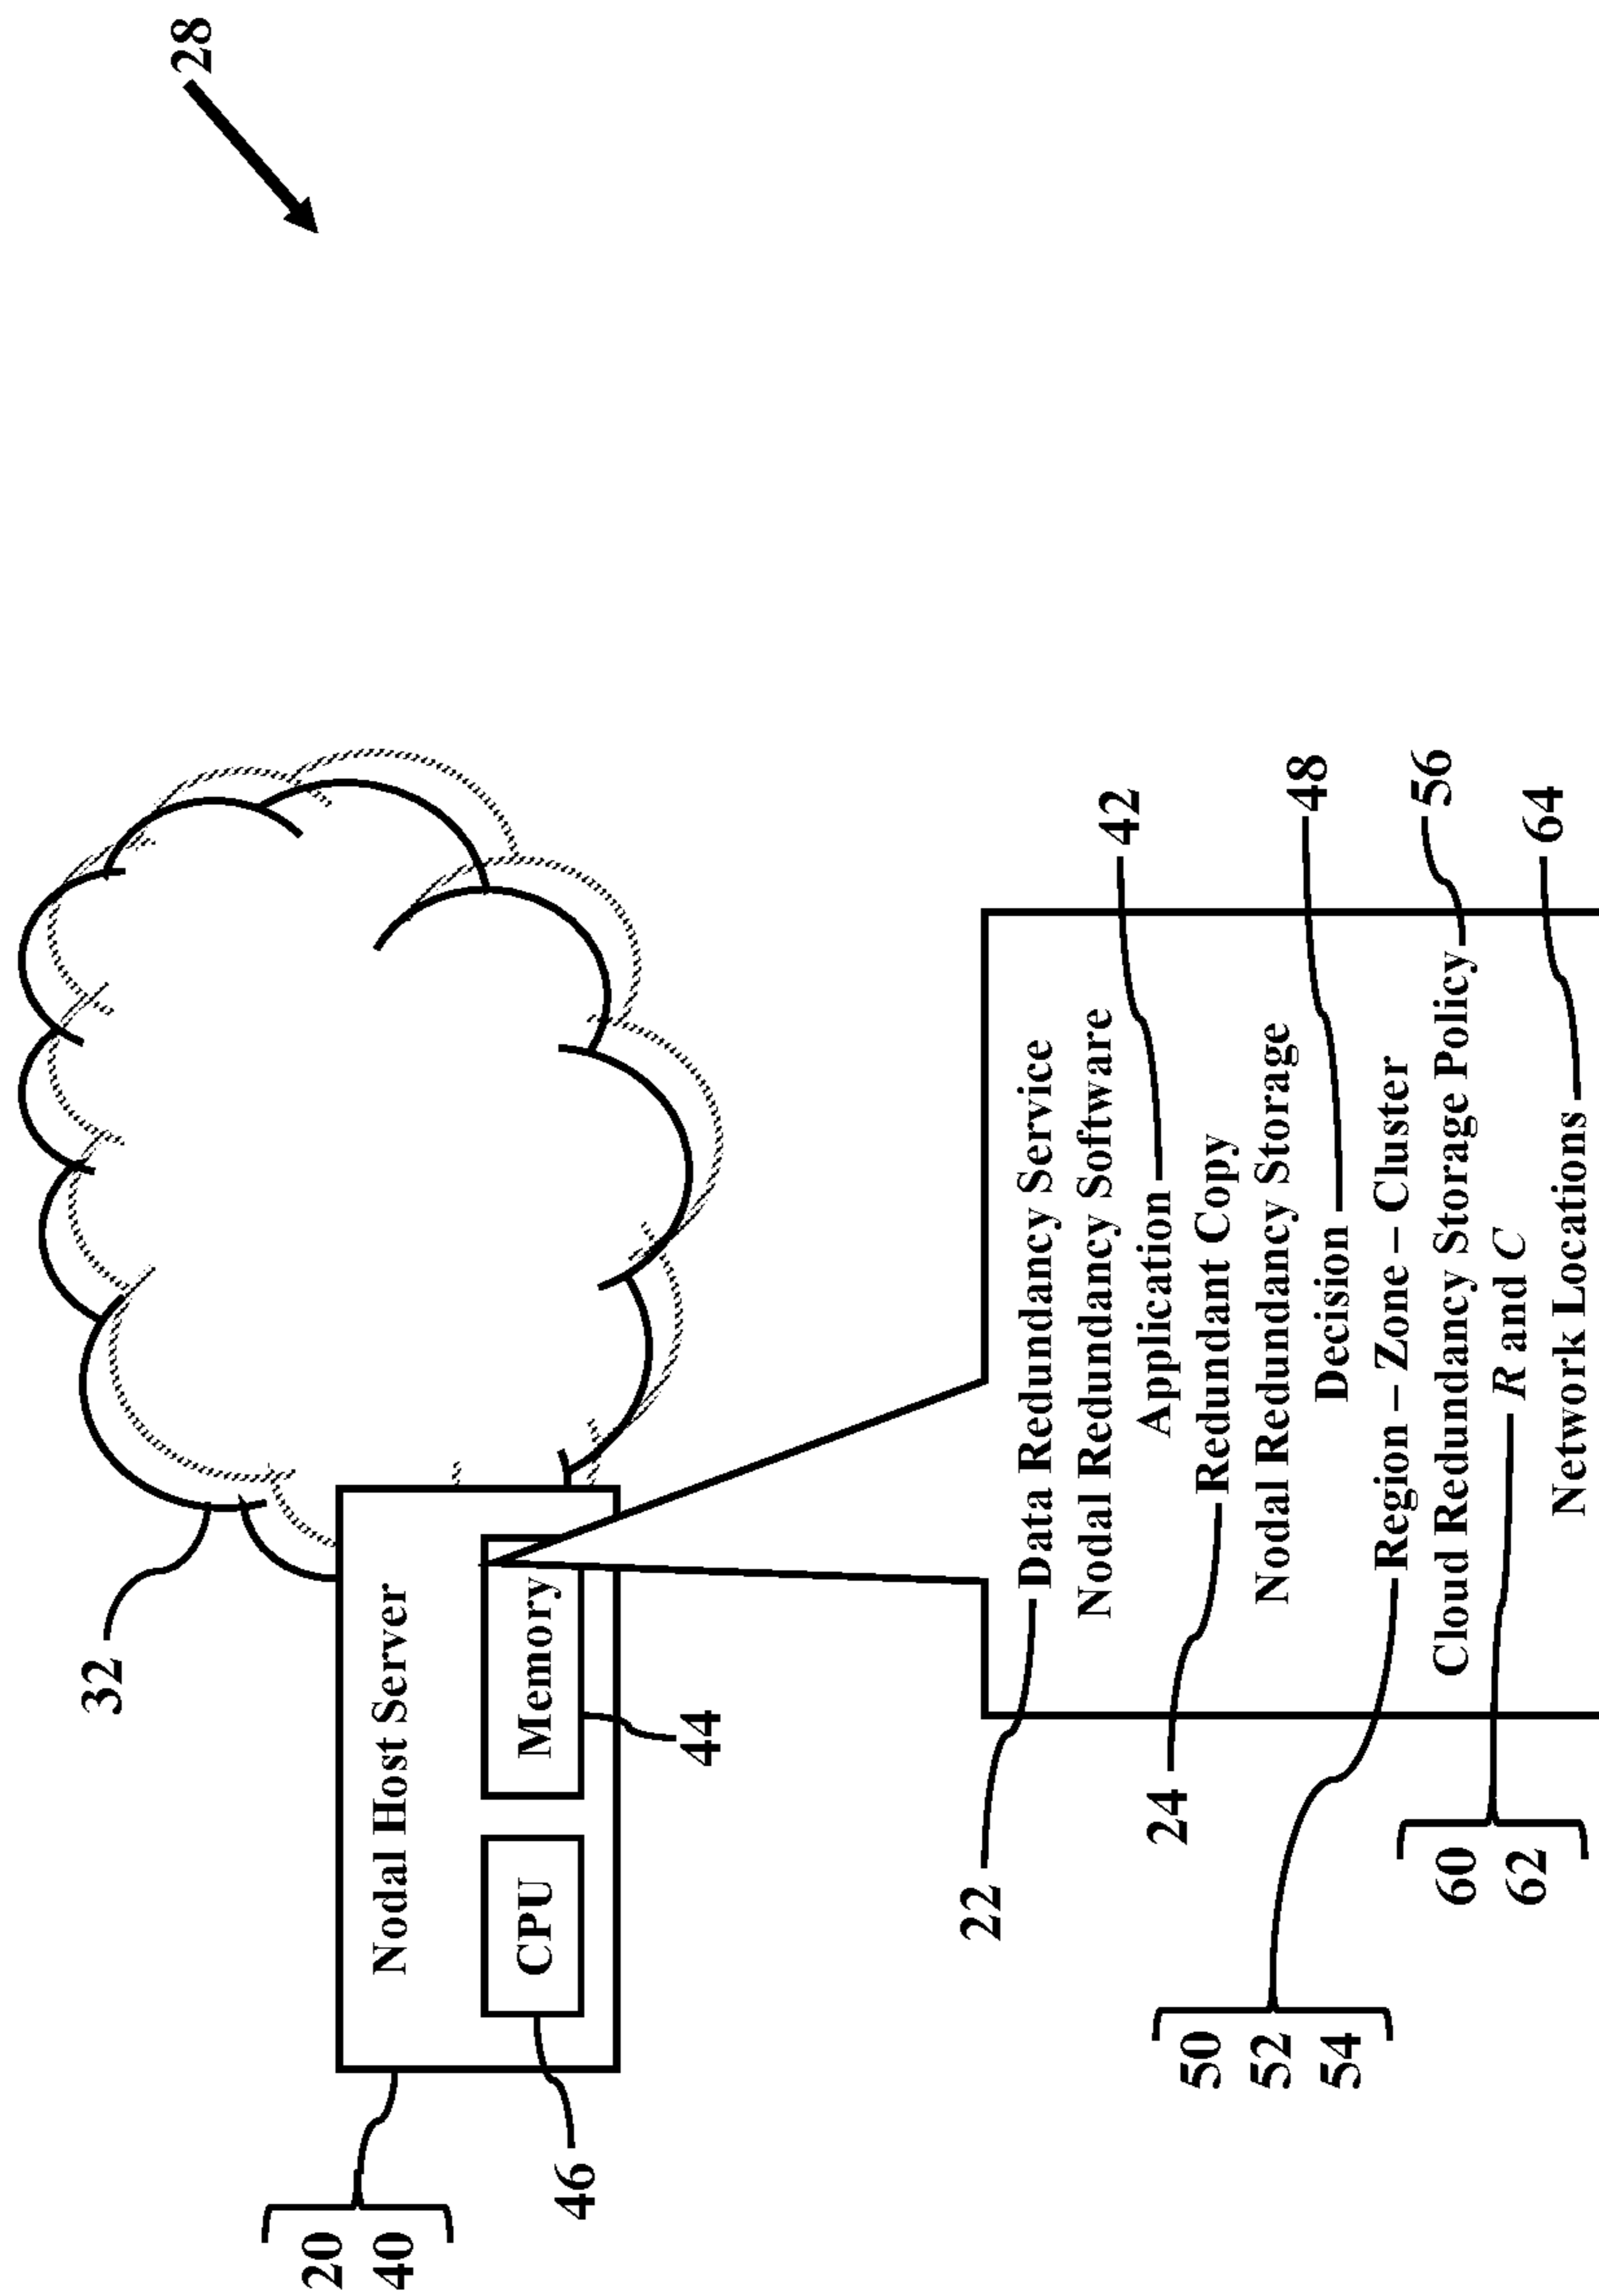 28
32
Nodal Host Server
CPU
Memory
20
40
46
44
22
Data Redundancy Service
Nodal Redundancy Software
Application
42
24
Redundant Copy
Nodal Redundancy Storage
Decision
48
50
52
54
Region – Zone – Cluster
Cloud Redundancy Storage Policy
56
60
62
R and C
Network Locations
64